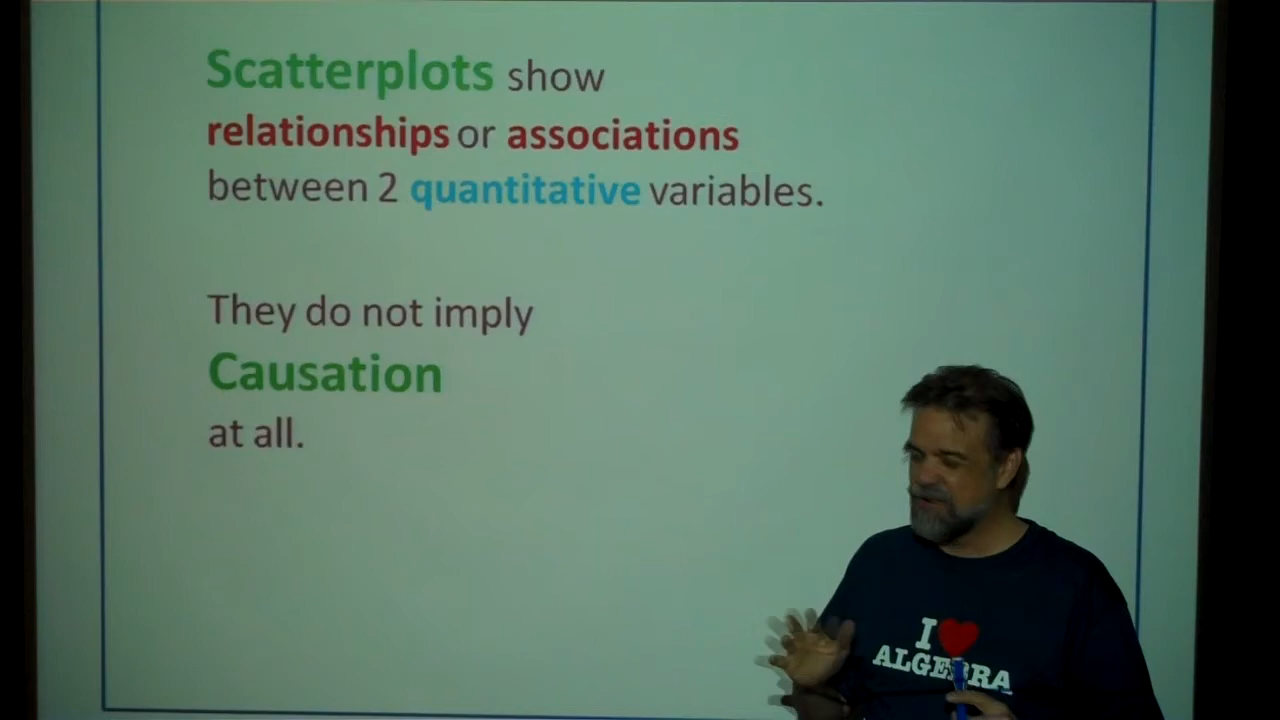 Scatterplots show
relationships or associations
between 2 quantitative variables.
They do not imply
Causation
at all.
I ❤
ALGEBRA